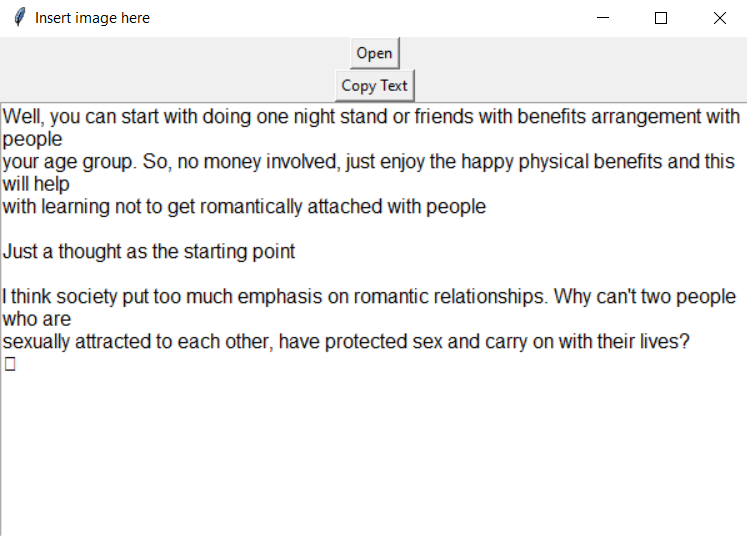 Insert image here
Open
Copy Text
Well, you can start with doing one night stand or friends with benefits arrangement with
people
your age group. So, no money involved, just enjoy the happy physical benefits and this
will help
with learning not to get romantically attached with people
Just a thought as the starting point
I think society put too much emphasis on romantic relationships. Why can't two people
who are
sexually attracted to each other, have protected sex and carry on with their lives?